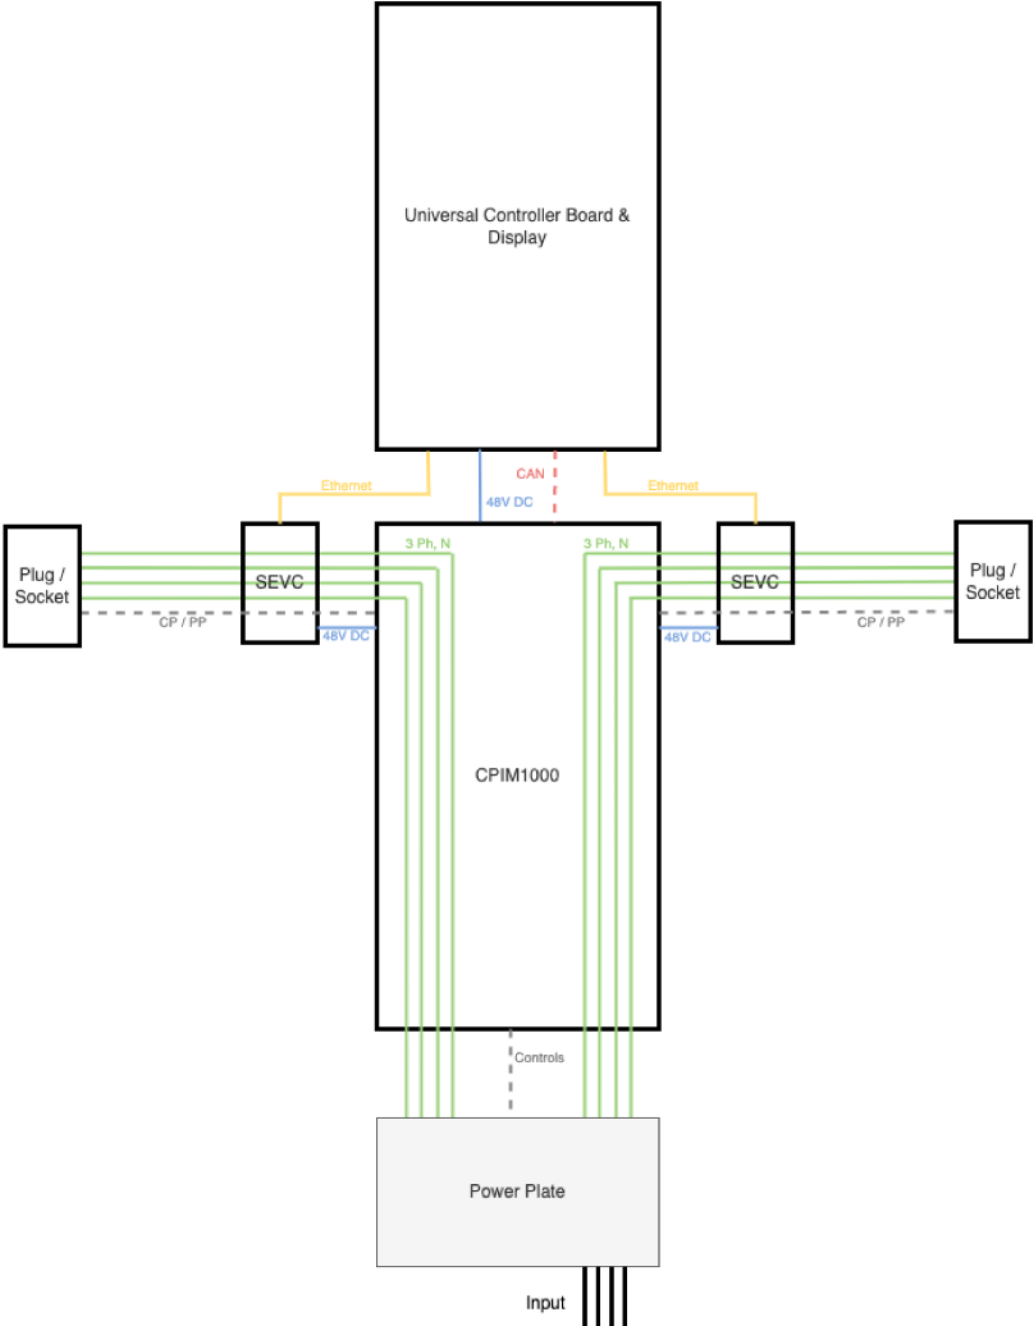 Universal Controller Board &
Display
CAN
Ethernet
Ethernet
48V DC
3 Ph, N
3 Ph, N
Plug /
Socket
SEVC
SEVC
Plug /
Socket
CP / PP
CP / PP
48V DC
48V DC
CPIM1000
Controls
Power Plate
Input